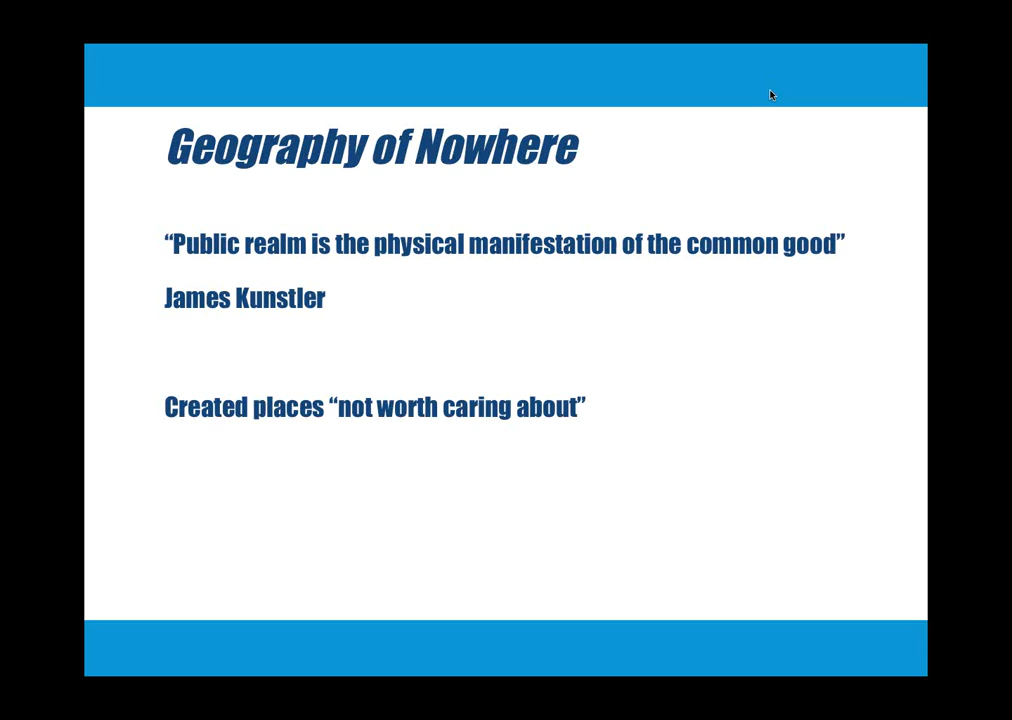 Geography of Nowhere
“Public realm is the physical manifestation of the common good”
James Kunstler
Created places “not worth caring about”